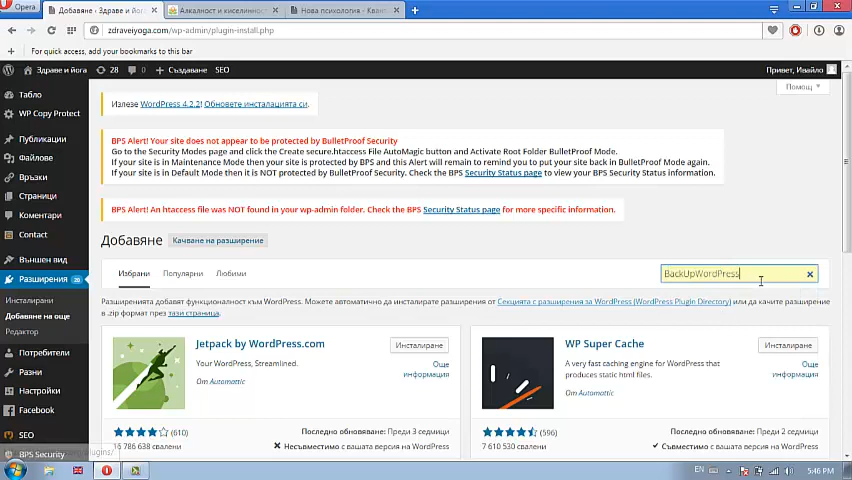 Opera
Добавяне ‹ Здраве и йога
Алкалност и киселинност
Нова психология - Кванто
zdraveiyoga.com/wp-admin/plugin-install.php
For quick access, add your bookmarks to this bar
Здраве и йога
28
0
Създаване
SEO
Привет, Ивайло
Табло
WP Copy Protect
Публикации
Файлове
Връзки
Страници
Коментари
Contact
Външен вид
Разширения 28
Инсталирани
Добавяне на още
Редактор
Потребители
Разни
Настройки
Facebook
SEO
BPS Security
Помощ
Излезе WordPress 4.2.2! Обновете инсталацията си.
BPS Alert! Your site does not appear to be protected by BulletProof Security
Go to the Security Modes page and click the Create secure.htaccess File AutoMagic button and Activate Root Folder BulletProof Mode.
If your site is in Maintenance Mode then your site is protected by BPS and this Alert will remain to remind you to put your site back in BulletProof Mode again.
If your site is in Default Mode then it is NOT protected by BulletProof Security. Check the BPS Security Status page to view your BPS Security Status information.
BPS Alert! An htaccess file was NOT found in your wp-admin folder. Check the BPS Security Status page for more specific information.
Добавяне
Качване на разширение
Избрани
Популярни
Любими
BackUpWordPress
Разширенията добавят функционалност към WordPress. Можете автоматично да инсталирате разширения от Секцията с разширения за WordPress (WordPress Plugin Directory) или да качите разширение
в .zip формат през тази страница.
Jetpack by WordPress.com
Инсталиране
Your WordPress, Streamlined.
Още
информация
От Automattic
(610)
Последно обновяване: Преди 3 седмици
16 786 638 свалени
Несъвместимо с вашата версия на WordPress
WP Super Cache
Инсталиране
A very fast caching engine for WordPress that
produces static html files.
Още
информация
От Automattic
(596)
Последно обновяване: Преди 2 седмици
7 610 530 свалени
Съвместимо с вашата версия на WordPress
EN
5:46 PM